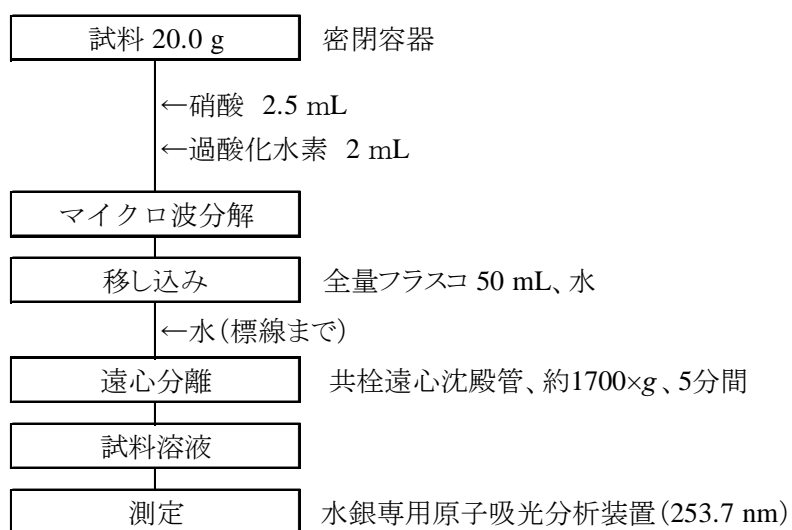 試料 20.0 g 密閉容器
←硝酸 2.5 mL
←過酸化水素 2 mL
マイクロ波分解
移し込み 全量フラスコ 50 mL、水
←水(標線まで)
遠心分離 共栓遠心沈殿管、約1700×g、5分間
試料溶液
測定 水銀専用原子吸光分析装置(253.7 nm)